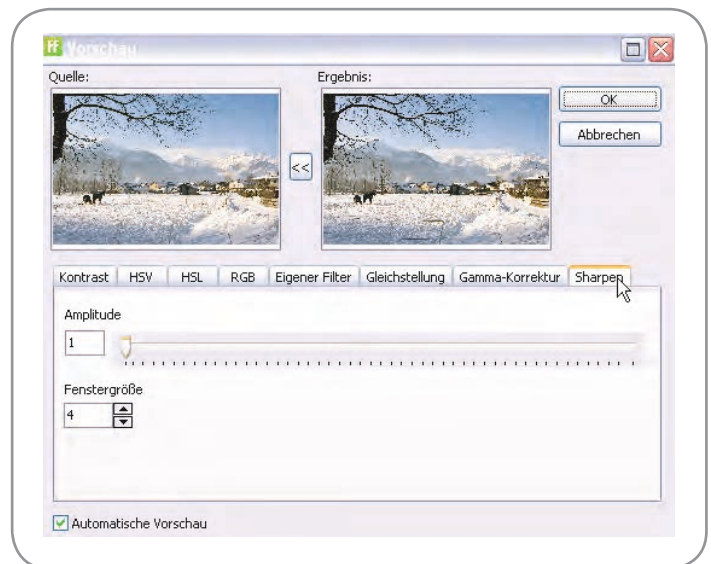 ff Vorschau
Quelle:
Ergebnis:
OK
Abbrechen
<<
Kontrast HSV HSL RGB Eigener Filter Gleichstellung Gamma-Korrektur Sharpen
Amplitude
1
Fenstergröße
4
Automatische Vorschau